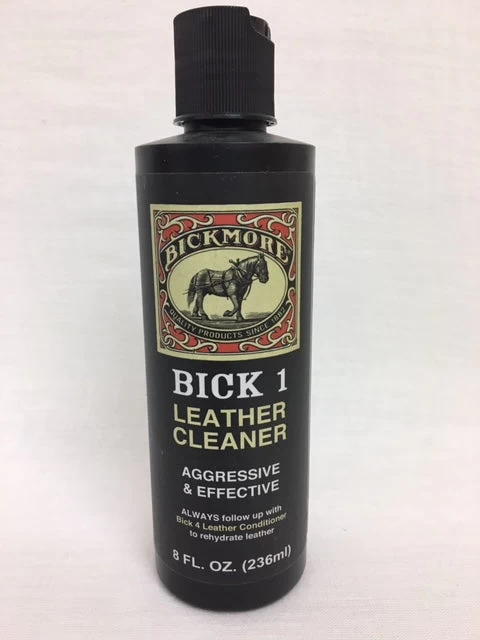 BICKMORE
QUALITY PRODUCTS SINCE 1882
BICK 1
LEATHER
CLEANER
AGGRESSIVE
& EFFECTIVE
ALWAYS follow up with
Bick 4 Leather Conditioner
to rehydrate leather
8 FL. OZ. (236ml)